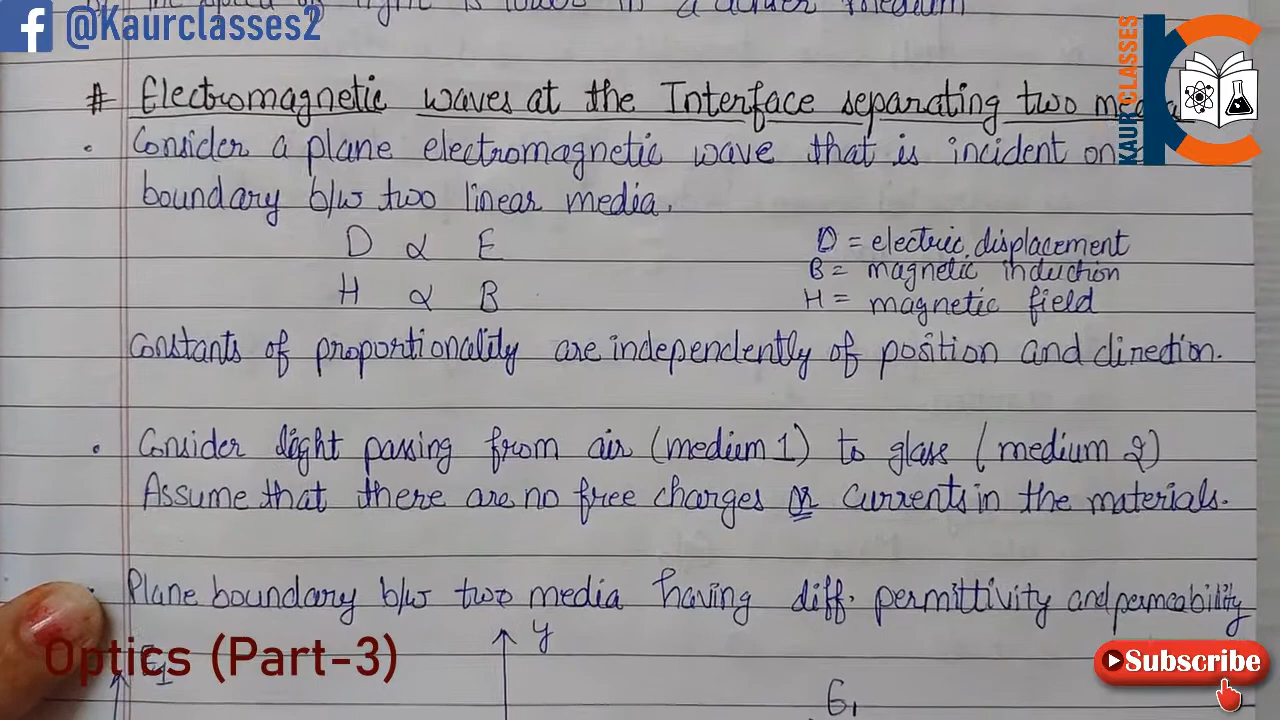 @Kaurclasses2
KAUR CLASSES
# Electromagnetic waves at the Interface separating two media
. Consider a plane electromagnetic wave that is incident on
boundary b/w two linear media.
D α E
H α B
D = electric displacement
B = magnetic induction
H = magnetic field
Constants of proportionality are independently of position and direction.
. Consider light passing from air (medium 1) to glass (medium 2)
Assume that there are no free charges or currents in the materials.
. Plane boundary b/w two media having diff. permittivity and permeability
y
Optics (Part-3)
Subscribe